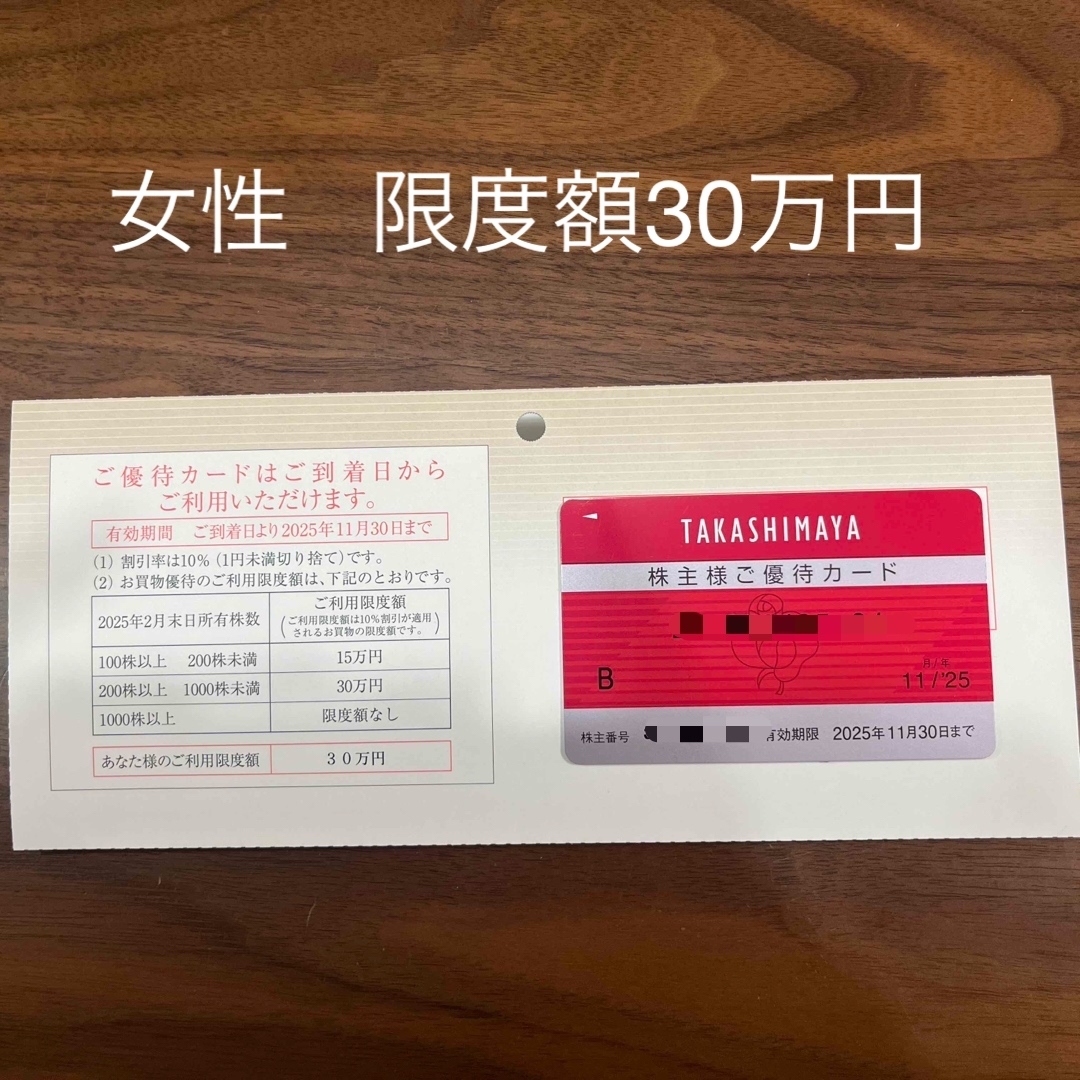 女性　限度額30万円
ご優待カードはご到着日から
ご利用いただけます。
有効期間　ご到着日より2025年11月30日まで
(1) 割引率は10%（1円未満切り捨て）です。
(2) お買物優待のご利用限度額は、下記のとおりです。
2025年2月末日所有株数
ご利用限度額
(ご利用限度額は10%割引が適用
されるお買物の限度額です。)
100株以上　200株未満　15万円
200株以上　1000株未満　30万円
1000株以上　限度額なし
あなた様のご利用限度額　30万円
TAKASHIMAYA
株主様ご優待カード
B
月/年
11/'25
株主番号
有効期限　2025年11月30日まで